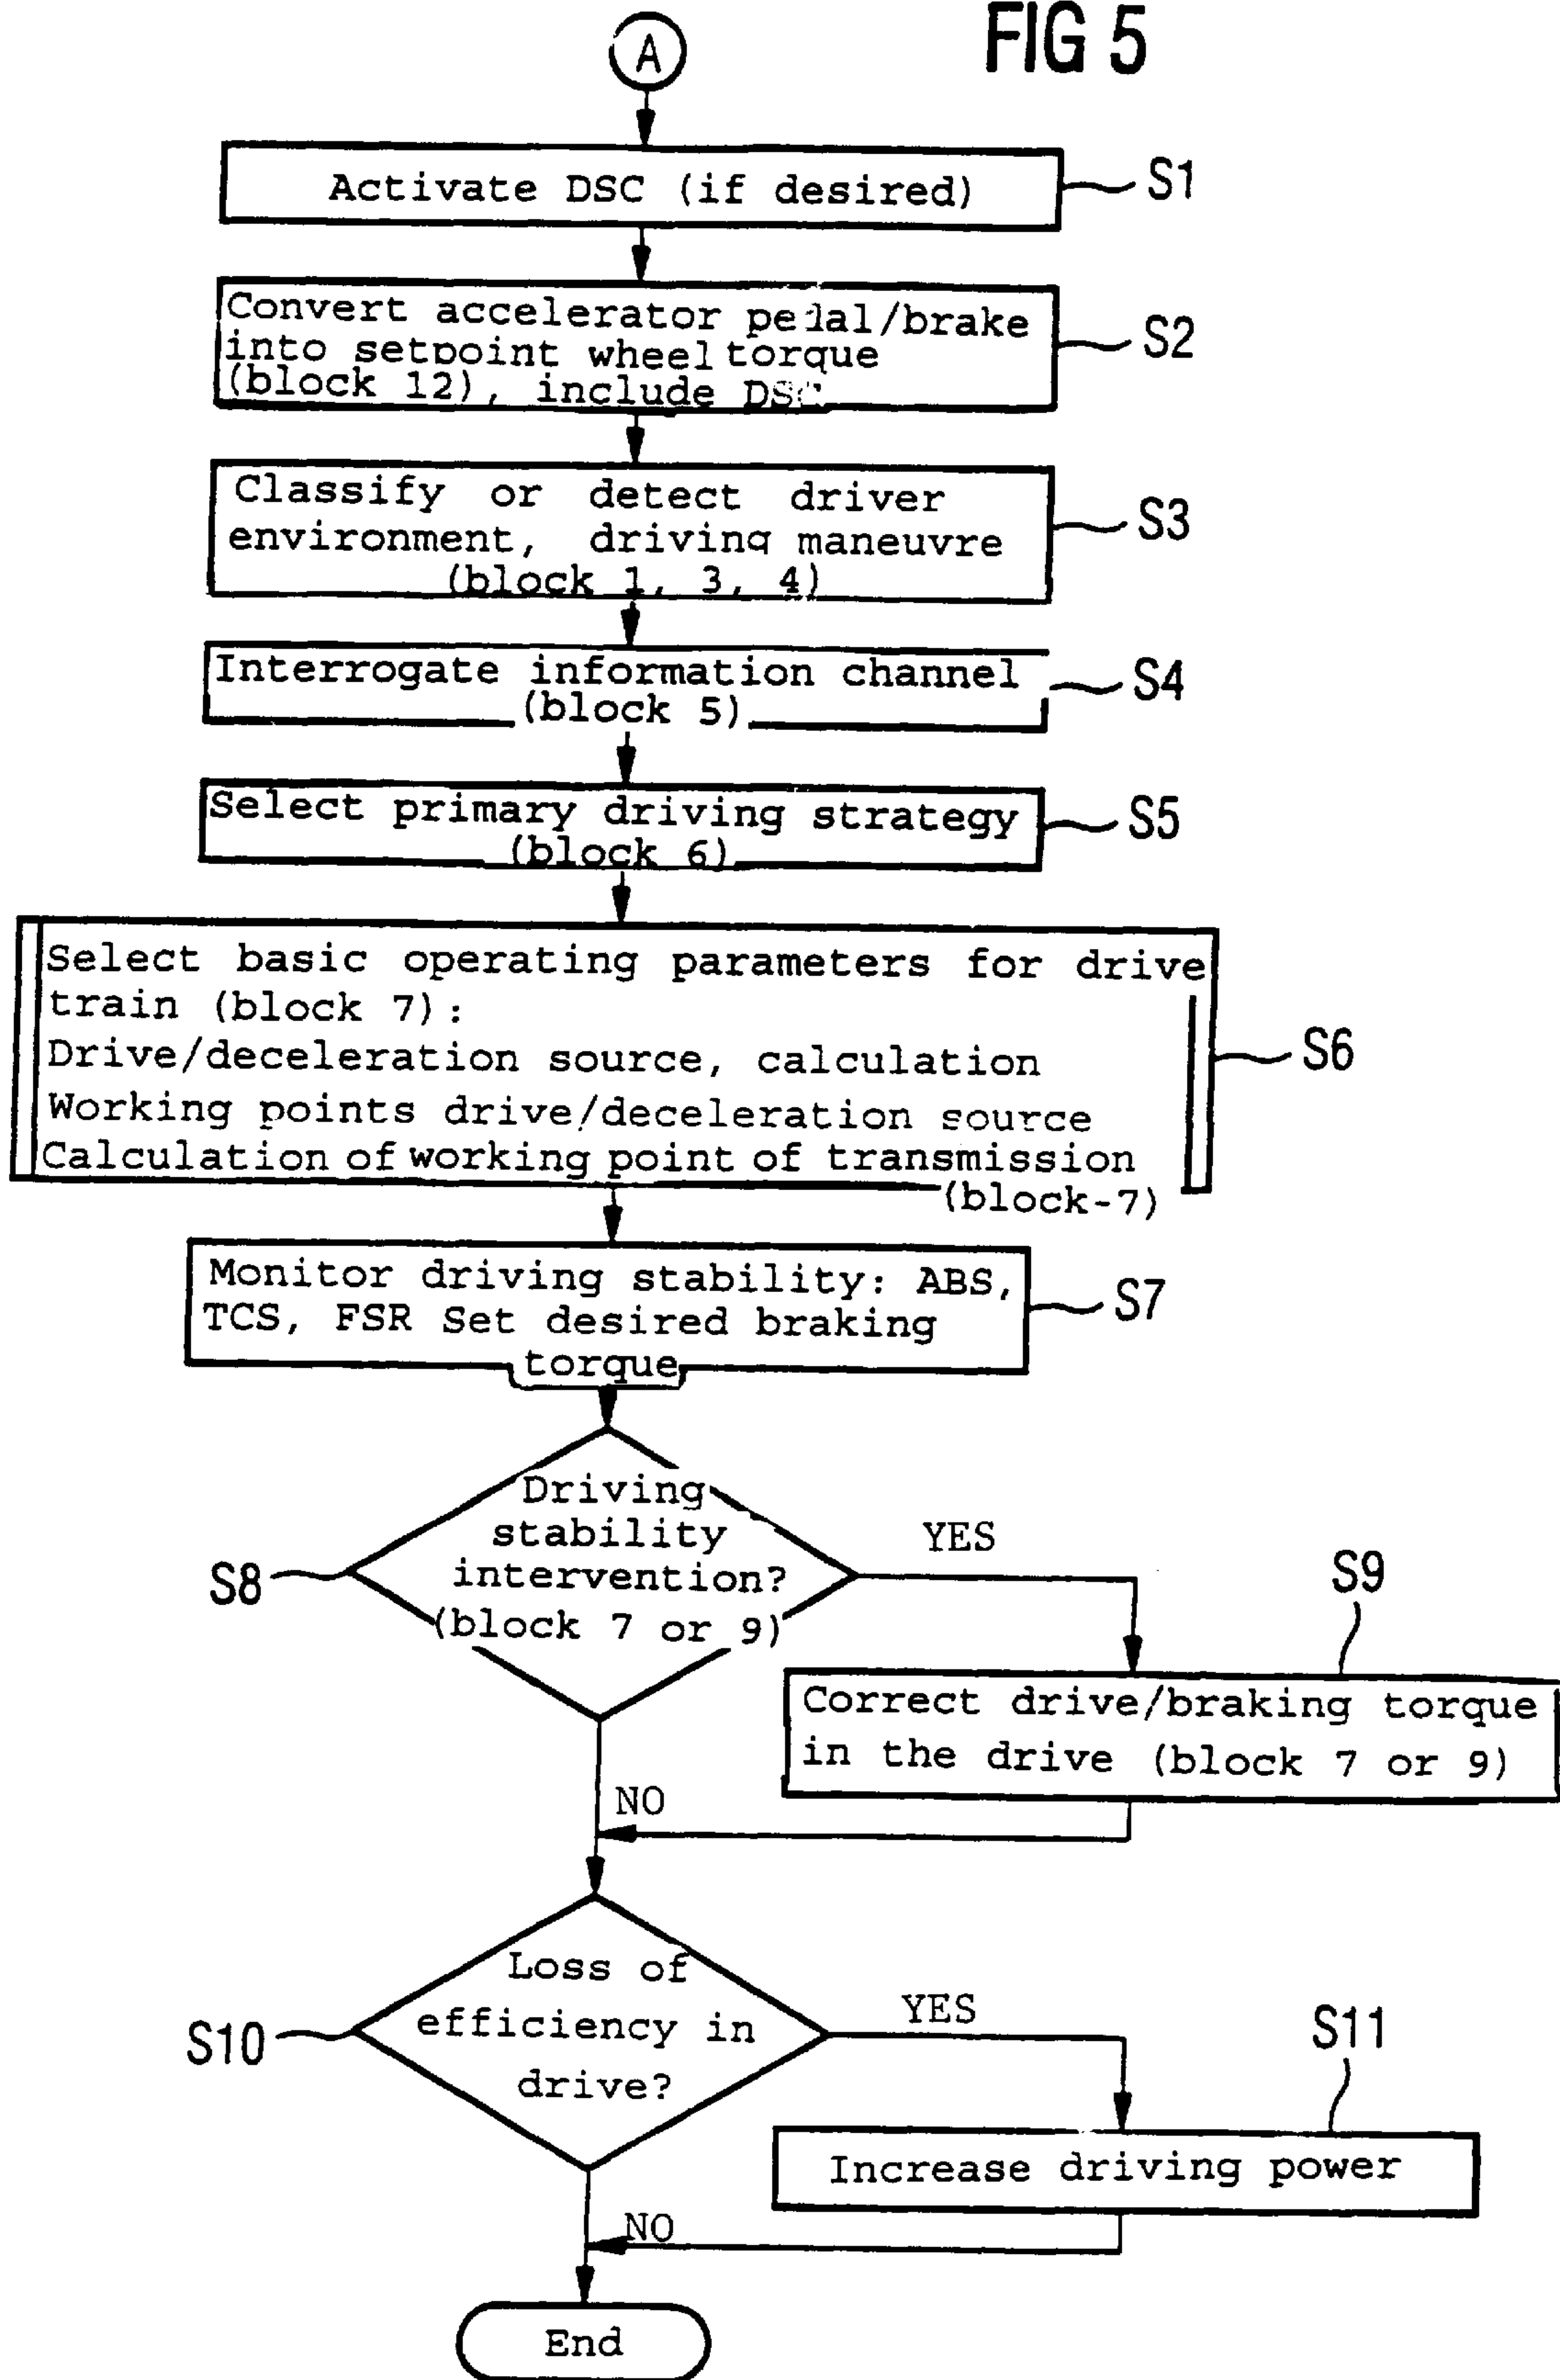 FIG 5
A
Activate DSC (if desired)
S1
Convert accelerator pedal/brake
into setpoint wheel torque
(block 12), include DSC
S2
Classify or detect driver
environment, driving maneuvre
(block 1, 3, 4)
S3
Interrogate information channel
(block 5)
S4
Select primary driving strategy
(block 6)
S5
Select basic operating parameters for drive
train (block 7):
Drive/deceleration source, calculation
Working points drive/deceleration source
Calculation of working point of transmission
(block-7)
S6
Monitor driving stability: ABS,
TCS, FSR Set desired braking
torque
S7
Driving
stability
intervention?
(block 7 or 9)
S8
YES
S9
Correct drive/braking torque
in the drive (block 7 or 9)
NO
Loss of
efficiency in
drive?
S10
YES
S11
Increase driving power
NO
End